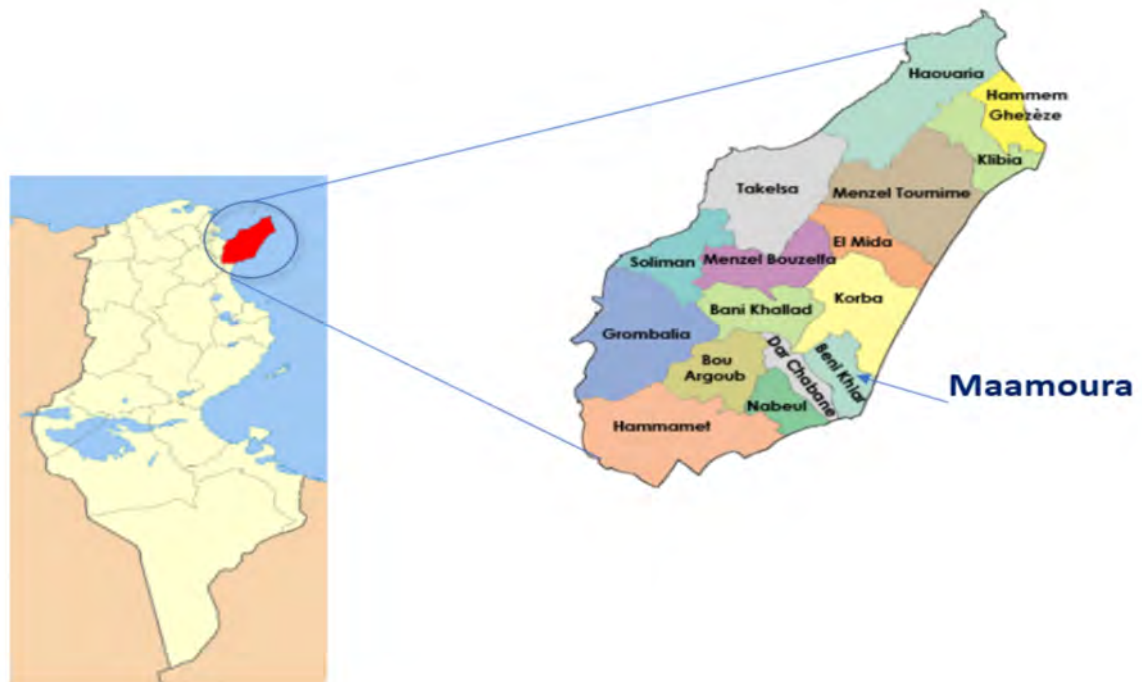 Haouaria
Hammem
Ghezèze
Klibia
Takelsa
Menzel Toumime
El Mida
Soliman
Menzel Bouzelfa
Korba
Bani Khallad
Grombalia
Bou
Argoub
Dar Chabane
Beni Khiar
Maamoura
Nabeul
Hammamet